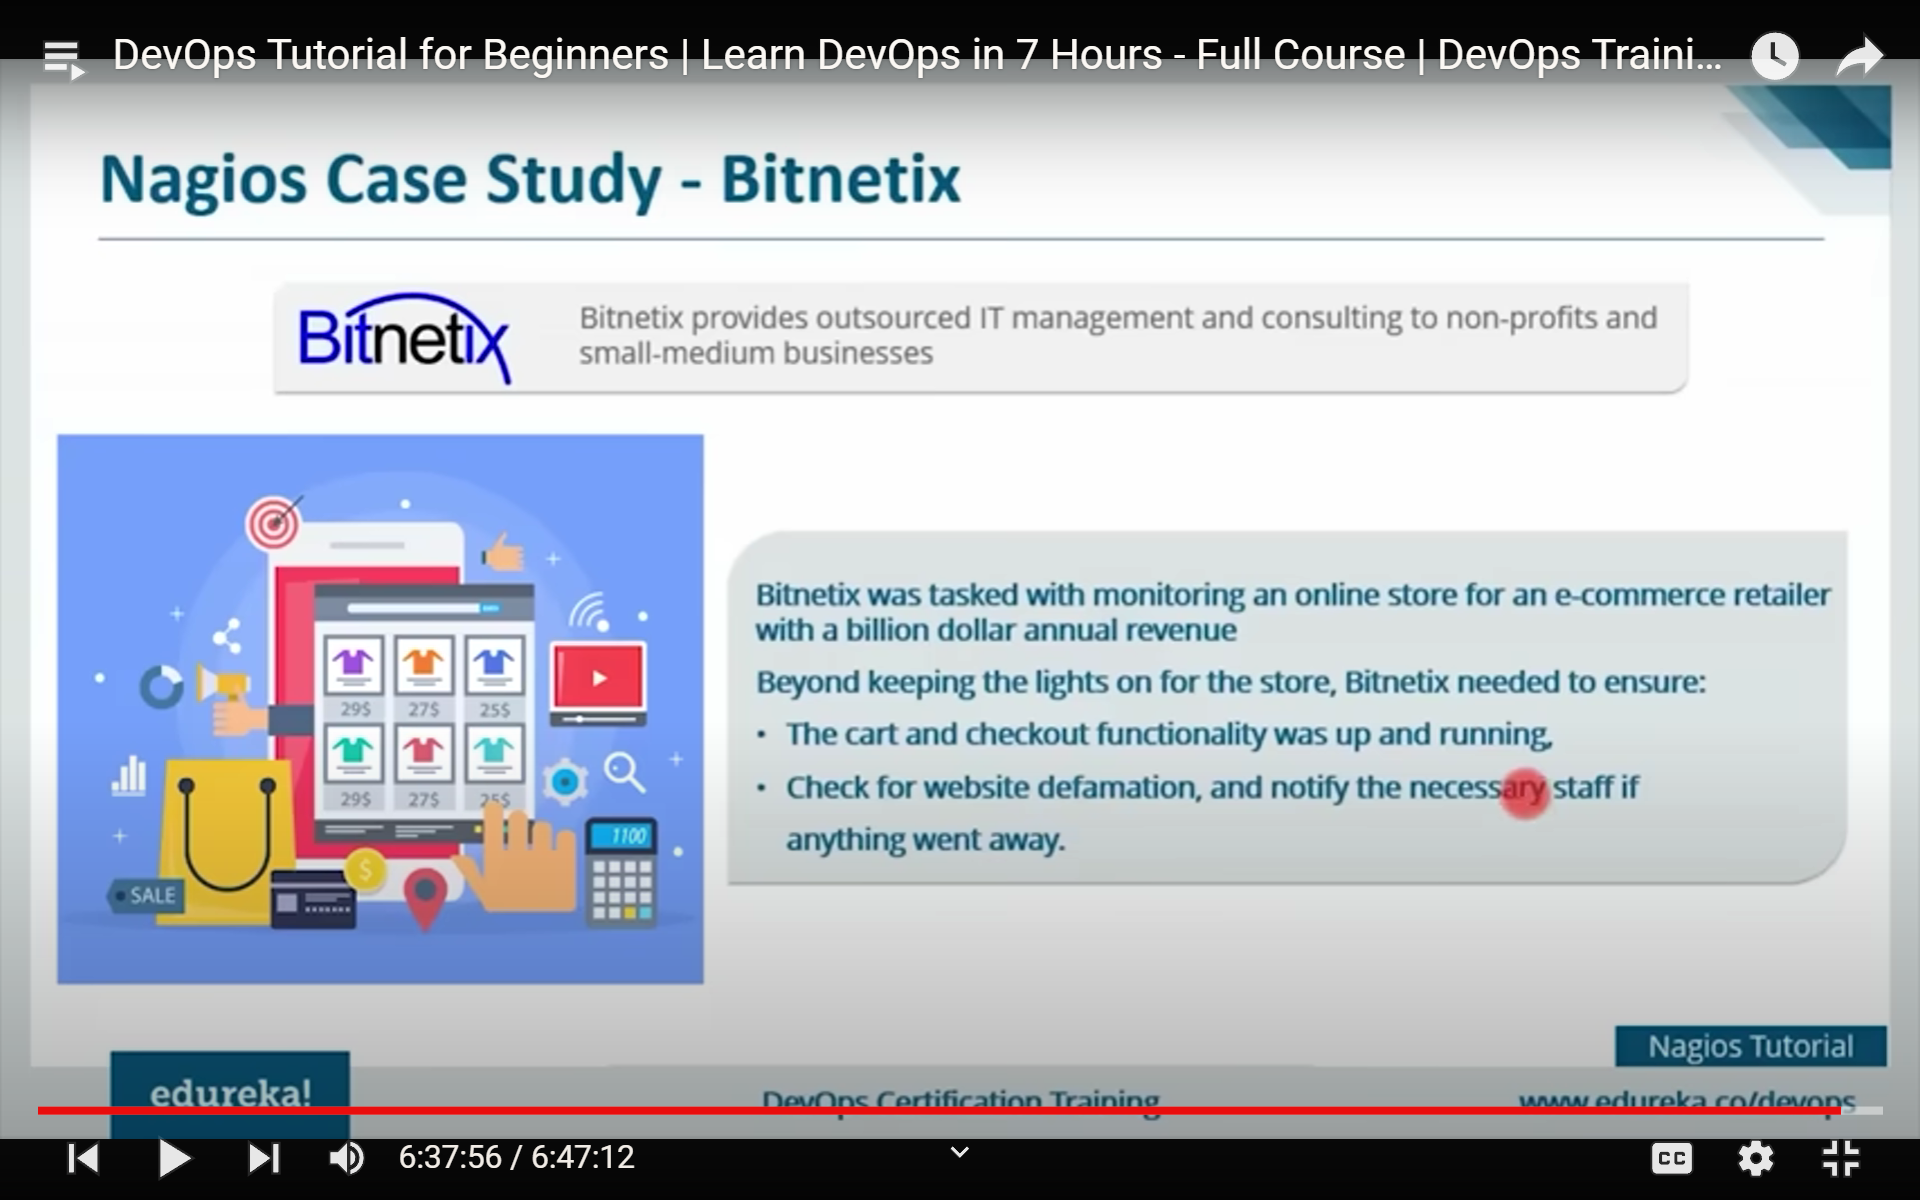 DevOps Tutorial for Beginners | Learn DevOps in 7 Hours - Full Course | DevOps Traini...
Nagios Case Study - Bitnetix
Bitnetix
Bitnetix provides outsourced IT management and consulting to non-profits and
small-medium businesses
29$ 27$ 25$
29$ 27$ 25$
1100
$
SALE
Bitnetix was tasked with monitoring an online store for an e-commerce retailer
with a billion dollar annual revenue
Beyond keeping the lights on for the store, Bitnetix needed to ensure:
• The cart and checkout functionality was up and running,
• Check for website defamation, and notify the necessary staff if
anything went away.
Nagios Tutorial
edureka!
DevOps Certification Training
www.edureka.co/devops
6:37:56 / 6:47:12
CC